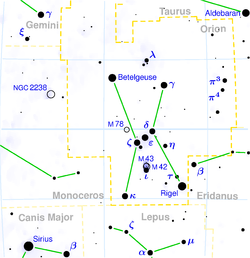 Taurus
Aldebaran
γ
Gemini
Orion
ξ
λ
Betelgeuse
γ
π³
NGC 2238
π⁴
M 78
δ
ζ
ε
η
M 43
M 42
ι
τ
β
β
Rigel
Eridanus
κ
Monoceros
Canis Major
Lepus
ζ
Sirius
β
α
μ